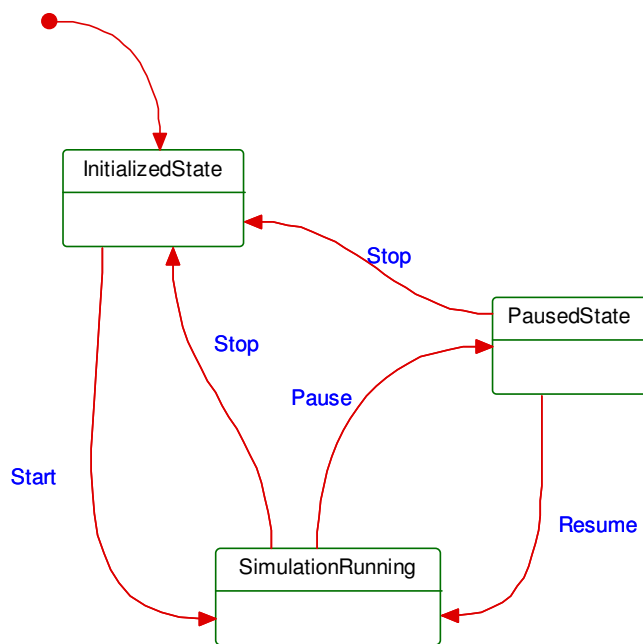 InitializedState
Stop
PausedState
Stop
Pause
Start
Resume
SimulationRunning